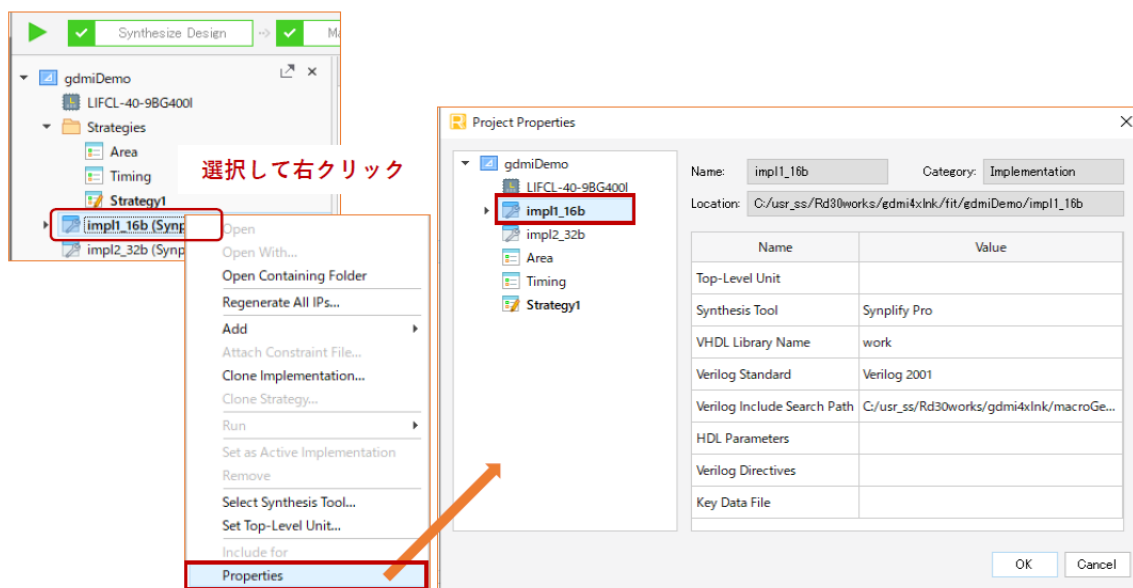 Synthesize Design
Ma
gdmiDemo
LIFCL-40-9BG400I
Strategies
Area
Timing
Strategy1
impl1_16b (Synp
impl2_32b (Synp
選択して右クリック
Open
Open With...
Open Containing Folder
Regenerate All IPs...
Add
Attach Constraint File...
Clone Implementation...
Clone Strategy...
Run
Set as Active Implementation
Remove
Select Synthesis Tool...
Set Top-Level Unit...
Include for
Properties
Project Properties
gdmiDemo
LIFCL-40-9BG400I
impl1_16b
impl2_32b
Area
Timing
Strategy1
Name: impl1_16b Category: Implementation
Location: C:/usr_ss/Rd30works/gdmi4xlnk/fit/gdmiDemo/impl1_16b
Name Value
Top-Level Unit
Synthesis Tool Synplify Pro
VHDL Library Name work
Verilog Standard Verilog 2001
Verilog Include Search Path C:/usr_ss/Rd30works/gdmi4xlnk/macroGe...
HDL Parameters
Verilog Directives
Key Data File
OK Cancel